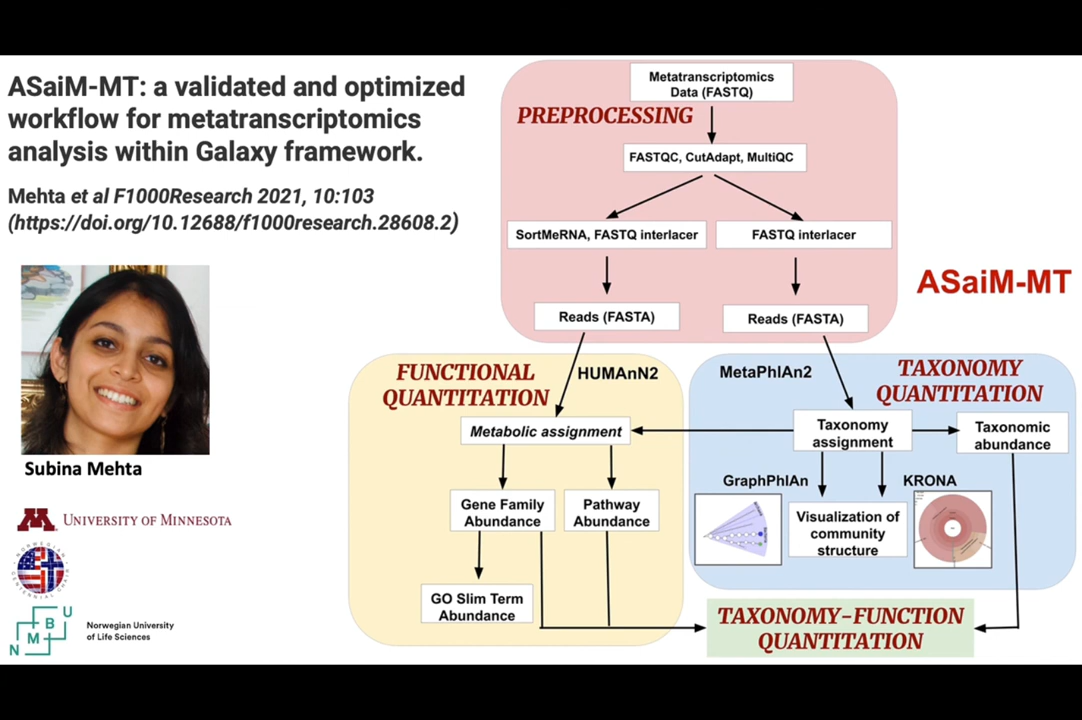 ASaiM-MT: a validated and optimized
workflow for metatranscriptomics
analysis within Galaxy framework.
Mehta et al F1000Research 2021, 10:103
(https://doi.org/10.12688/f1000research.28608.2)
Subina Mehta
UNIVERSITY OF MINNESOTA
NORWEGIAN
CENTENNIAL CHAIR
N M B U
Norwegian University
of Life Sciences
Metatranscriptomics
Data (FASTQ)
PREPROCESSING
FASTQC, CutAdapt, MultiQC
SortMeRNA, FASTQ interlacer
FASTQ interlacer
ASaiM-MT
Reads (FASTA)
Reads (FASTA)
FUNCTIONAL
QUANTITATION
HUMAnN2
Metabolic assignment
Gene Family
Abundance
Pathway
Abundance
GO Slim Term
Abundance
MetaPhlAn2
TAXONOMY
QUANTITATION
Taxonomy
assignment
Taxonomic
abundance
GraphPhlAn
KRONA
Visualization of
community
structure
TAXONOMY-FUNCTION
QUANTITATION